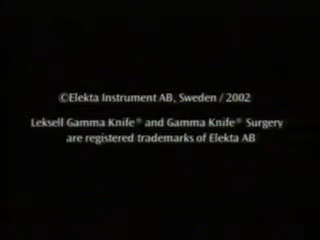 ©Elekta Instrument AB, Sweden / 2002
Leksell Gamma Knife® and Gamma Knife® Surgery
are registered trademarks of Elekta AB